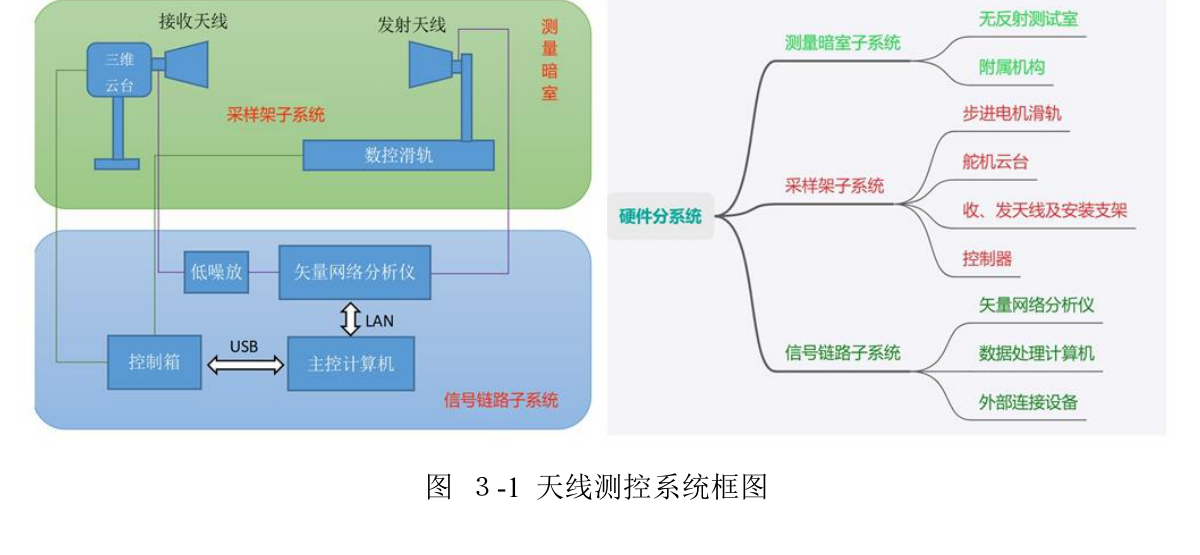 接收天线
发射天线
测量暗室
三维
云台
采样架子系统
数控滑轨
低噪放
矢量网络分析仪
LAN
控制箱
USB
主控计算机
信号链路子系统
硬件分系统
测量暗室子系统
无反射测试室
附属机构
采样架子系统
步进电机滑轨
舵机云台
收、发天线及安装支架
控制器
信号链路子系统
矢量网络分析仪
数据处理计算机
外部连接设备
图 3-1 天线测控系统框图